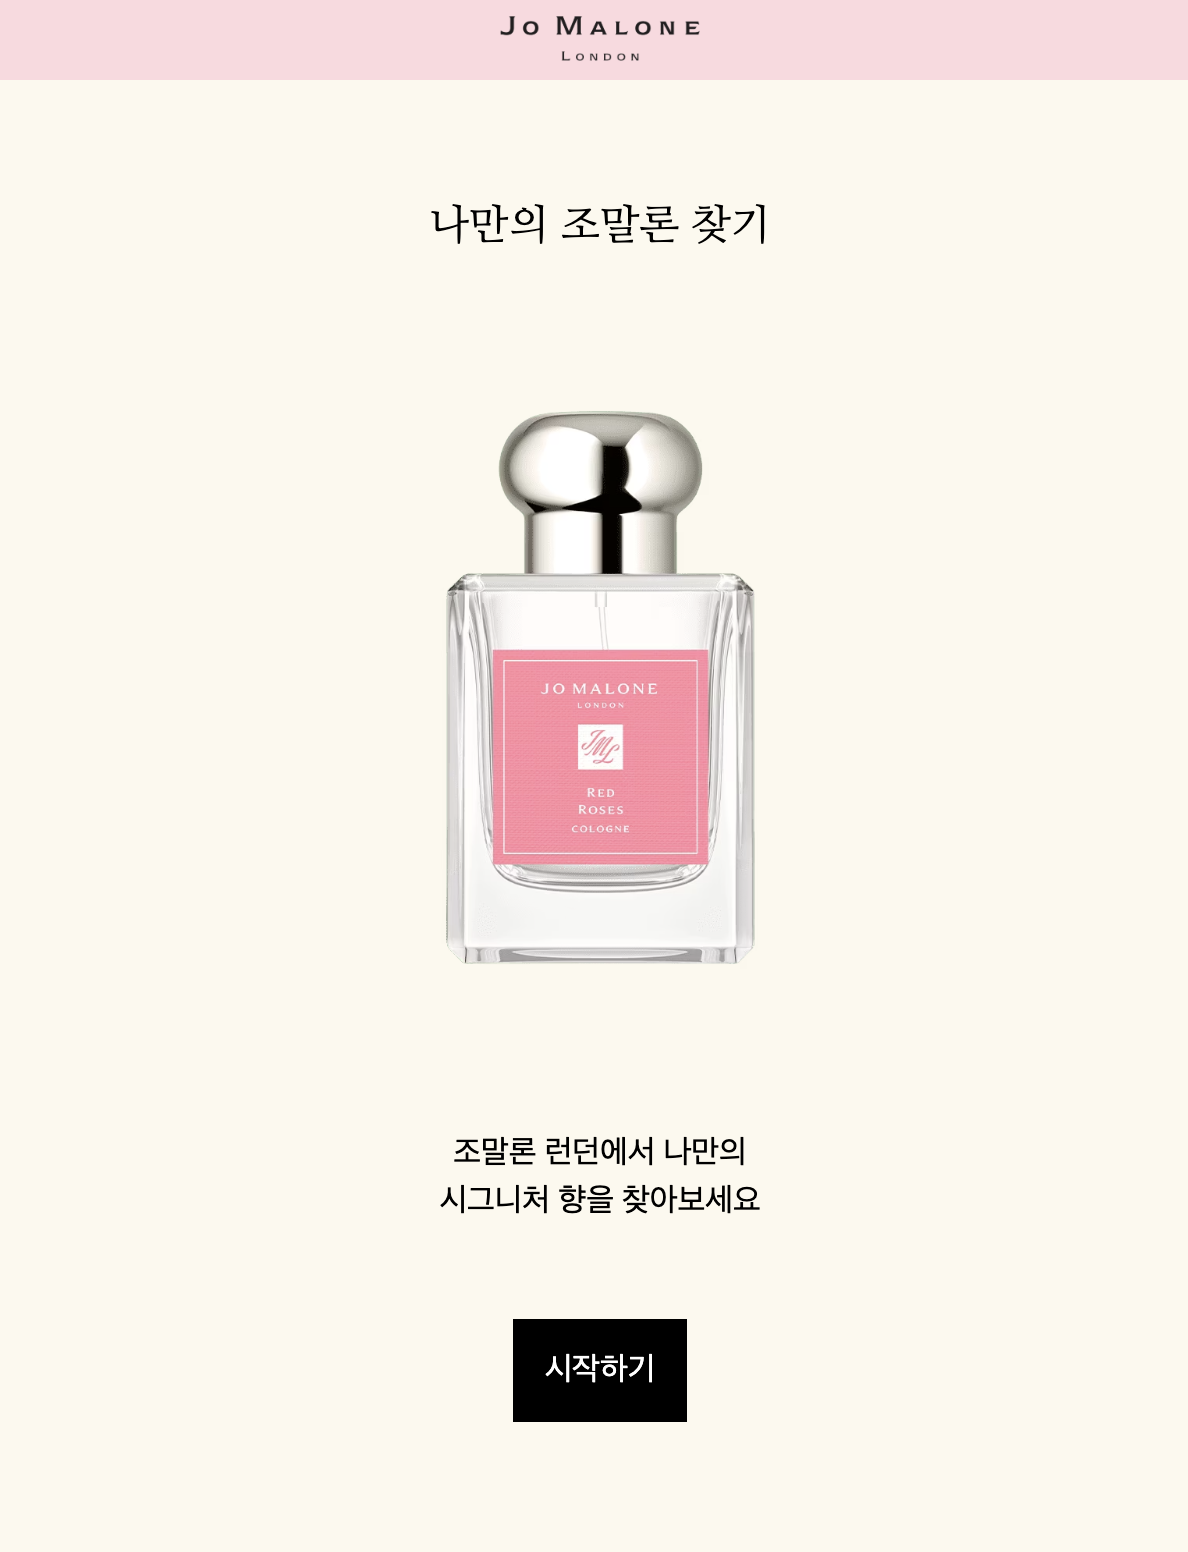 JO MALONE
LONDON
나만의 조말론 찾기
JO MALONE
LONDON
JML
RED
ROSES
COLOGNE
조말론 런던에서 나만의
시그니처 향을 찾아보세요
시작하기